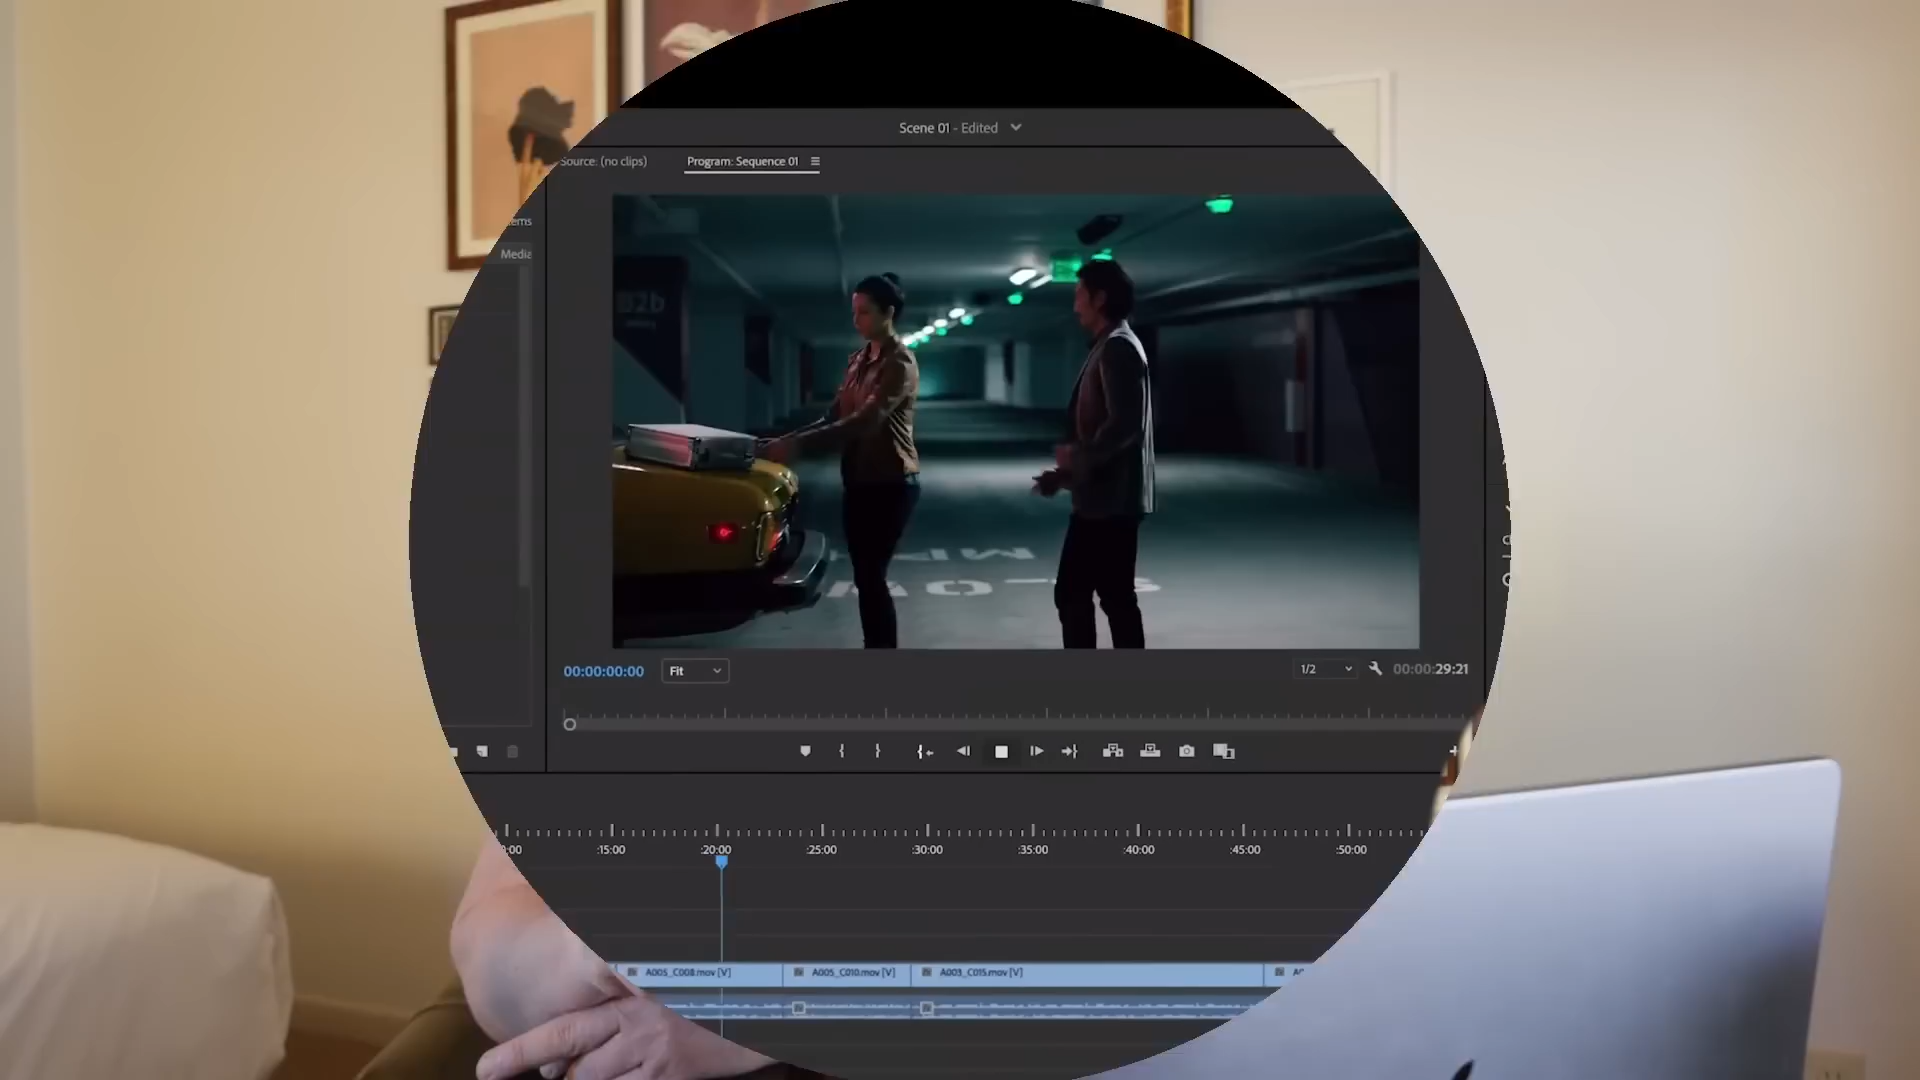 Scene 01 - Edited
Source: (no clips)
Program: Sequence 01
Media
B2b
00:00:00:00
Fit
1/2
00:00:29:21
:15:00
:20:00
:25:00
:30:00
:35:00
:40:00
:45:00
:50:00
A005_C008.mov [V]
A005_C010.mov [V]
A003_C015.mov [V]